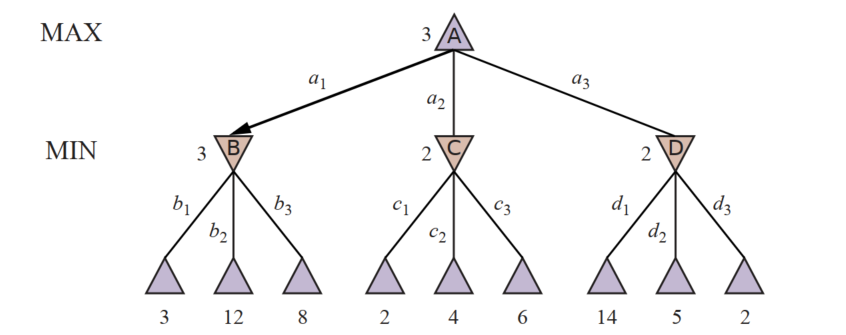 MAX 3 A
a1 a2 a3
MIN 3 B 2 C 2 D
b1 b2 b3 c1 c2 c3 d1 d2 d3
3 12 8 2 4 6 14 5 2